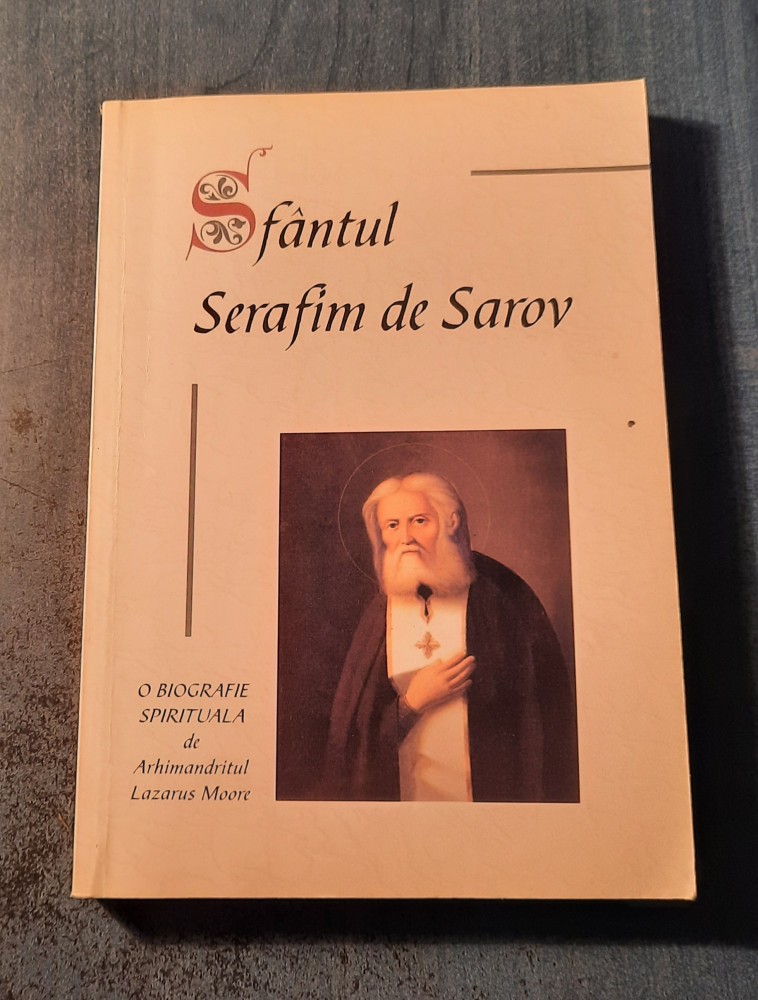 Sfântul
Serafim de Sarov
O BIOGRAFIE
SPIRITUALA
de
Arhimandritul
Lazarus Moore